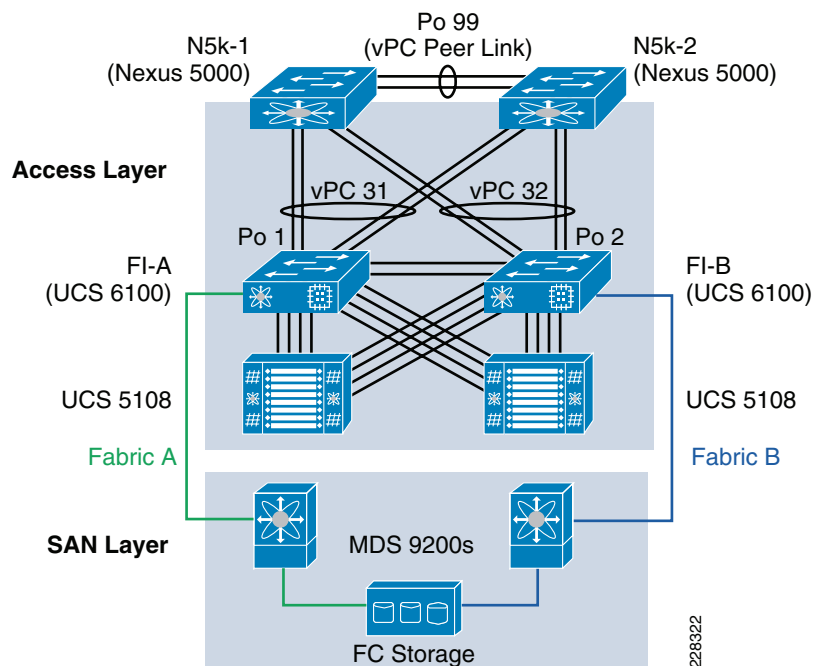 Po 99
(vPC Peer Link)
N5k-1
(Nexus 5000)
N5k-2
(Nexus 5000)
Access Layer
vPC 31
vPC 32
Po 1
Po 2
FI-A
(UCS 6100)
FI-B
(UCS 6100)
UCS 5108
UCS 5108
Fabric A
Fabric B
SAN Layer
MDS 9200s
FC Storage
228322